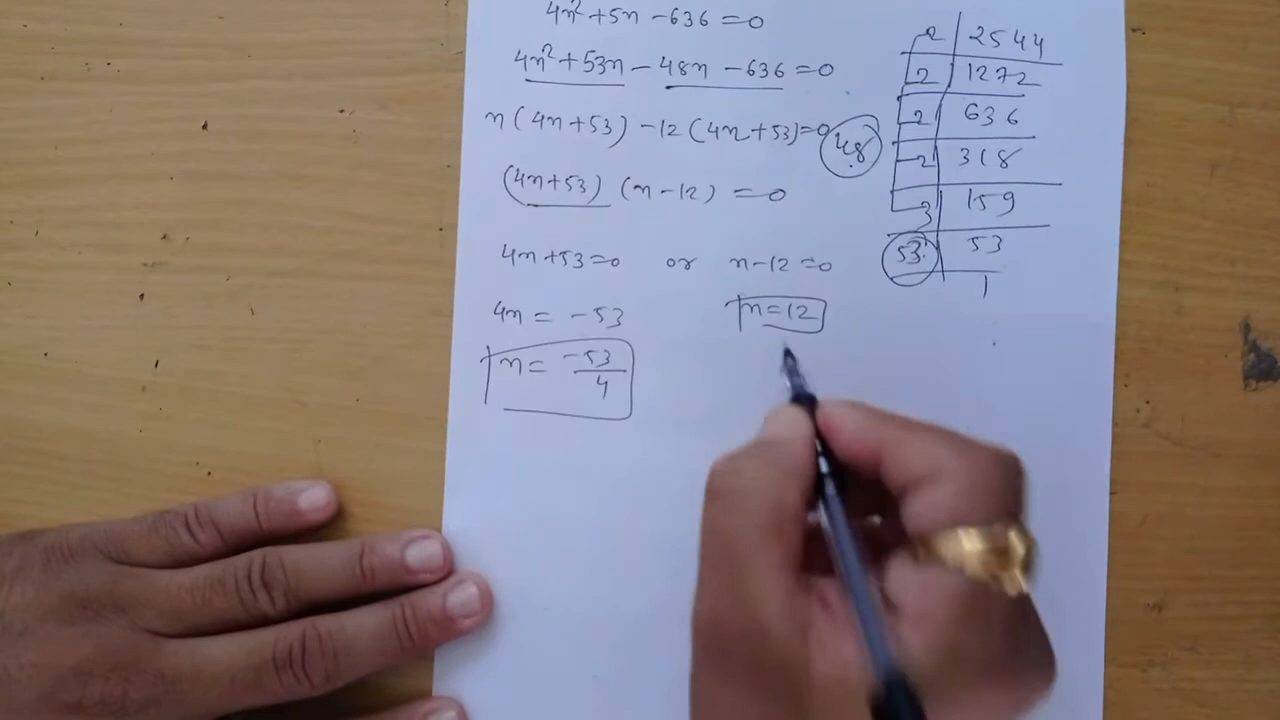 4n²+5n-636=0
4n²+53n-48n-636=0
n(4n+53)-12(4n+53)=0
(4n+53)(n-12)=0
4n+53=0 or n-12=0
4n=-53
n=12
n=-53/4
48
2 | 2544
2 | 1272
2 | 636
2 | 318
3 | 159
53 | 53
1